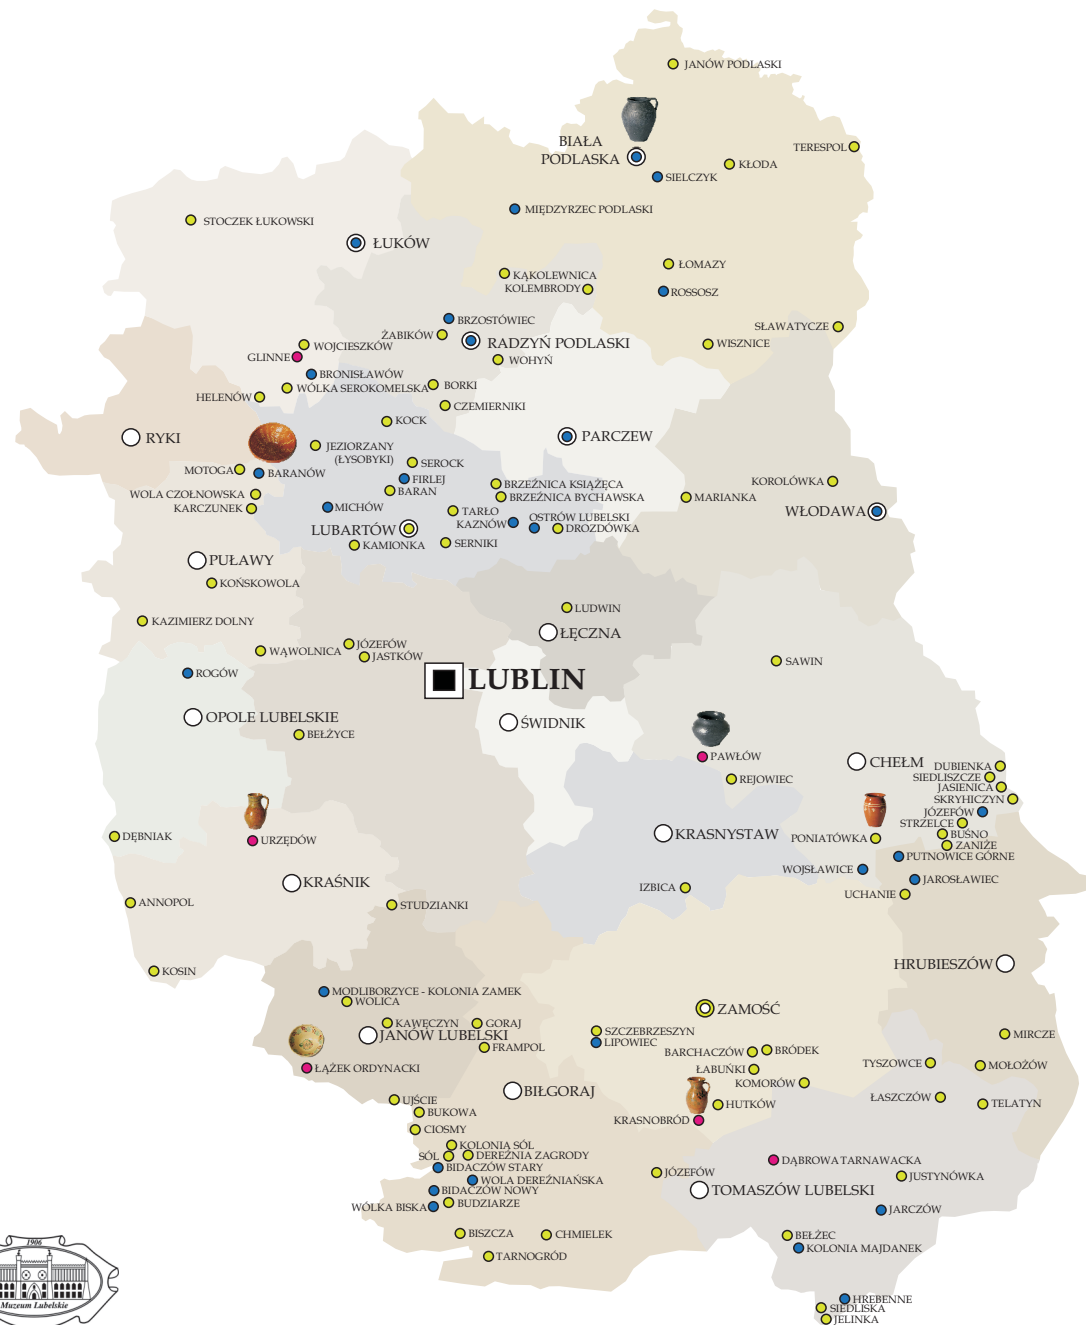 JANÓW PODLASKI
BIAŁA
PODLASKA
TERESPOL
KŁODA
SIELCZYK
MIĘDZYRZEC PODLASKI
STOCZEK ŁUKOWSKI
ŁUKÓW
ŁOMAZY
KĄKOLEWNICA
KOLEMBRODY
ROSSOSZ
BRZOSTÓWIEC
SŁAWATYCZE
ŻABIKÓW
RADZYŃ PODLASKI
WISZNICE
WOJCIESZKÓW
GLINNE
WOHYŃ
BRONISŁAWÓW
WÓLKA SEROKOMELSKA
BORKI
HELENÓW
CZEMIERNIKI
KOCK
RYKI
PARCZEW
JEZIORZANY
(ŁYSOBYKI)
SEROCK
MOTOGA
BARANÓW
FIRLEJ
KOROLÓWKA
BRZEŹNICA KSIĄŻĘCA
BARAN
WOLA CZOŁNOWSKA
BRZEŹNICA BYCHAWSKA
MARIANKA
KARCZUNEK
MICHÓW
TARŁO
WŁODAWA
OSTRÓW LUBELSKI
KAZNÓW
LUBARTÓW
DROZDÓWKA
KAMIONKA
SERNIKI
PUŁAWY
KOŃSKOWOLA
LUDWIN
KAZIMIERZ DOLNY
ŁĘCZNA
JÓZEFÓW
WĄWOLNICA
JASTKÓW
SAWIN
ROGÓW
LUBLIN
OPOLE LUBELSKIE
ŚWIDNIK
BEŁŻYCE
PAWŁÓW
CHEŁM
DUBIENKA
SIEDLISZCZE
REJOWIEC
JASIENICA
SKRYHICZYN
JÓZEFÓW
STRZELCE
KRASNYSTAW
DĘBNIAK
BUŚNO
PONIATÓWKA
URZĘDÓW
ZANIŻE
PUTNOWICE GÓRNE
WOJSŁAWICE
JAROSŁAWIEC
KRAŚNIK
IZBICA
UCHANIE
ANNOPOL
STUDZIANKI
HRUBIESZÓW
KOSIN
MODLIBORZYCE - KOLONIA ZAMEK
WOLICA
ZAMOŚĆ
KAWĘCZYN
GORAJ
SZCZEBRZESZYN
MIRCZE
JANÓW LUBELSKI
LIPOWIEC
FRAMPOL
BARCHACZÓW
BRÓDEK
TYSZOWCE
MOŁOŻÓW
ŁĄŻEK ORDYNACKI
ŁABUŃKI
KOMORÓW
BIŁGORAJ
ŁASZCZÓW
UJŚCIE
HUTKÓW
TELATYN
BUKOWA
KRASNOBRÓD
CIOSMY
KOLONIA SÓL
SÓL
DEREŹNIA ZAGRODY
DĄBROWA TARNAWACKA
BIDACZÓW STARY
JÓZEFÓW
JUSTYNÓWKA
WOLA DEREŹNIAŃSKA
BIDACZÓW NOWY
TOMASZÓW LUBELSKI
BUDZIARZE
WÓLKA BISKA
JARCZÓW
BISZCZA
CHMIELEK
BEŁŻEC
1906
KOLONIA MAJDANEK
TARNOGRÓD
HREBENNE
Muzeum Lubelskie
SIEDLISKA
JELINKA